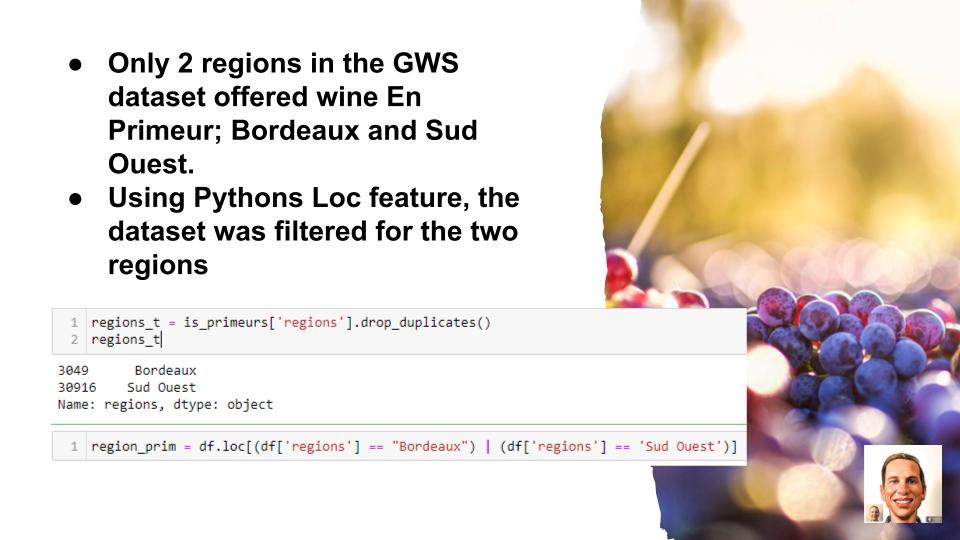 ● Only 2 regions in the GWS
dataset offered wine En
Primeur; Bordeaux and Sud
Ouest.
● Using Pythons Loc feature, the
dataset was filtered for the two
regions
1 regions_t = is_primeurs['regions'].drop_duplicates()
2 regions_t
3049 Bordeaux
30916 Sud Ouest
Name: regions, dtype: object
1 region_prim = df.loc[(df['regions'] == "Bordeaux") | (df['regions'] == 'Sud Ouest')]